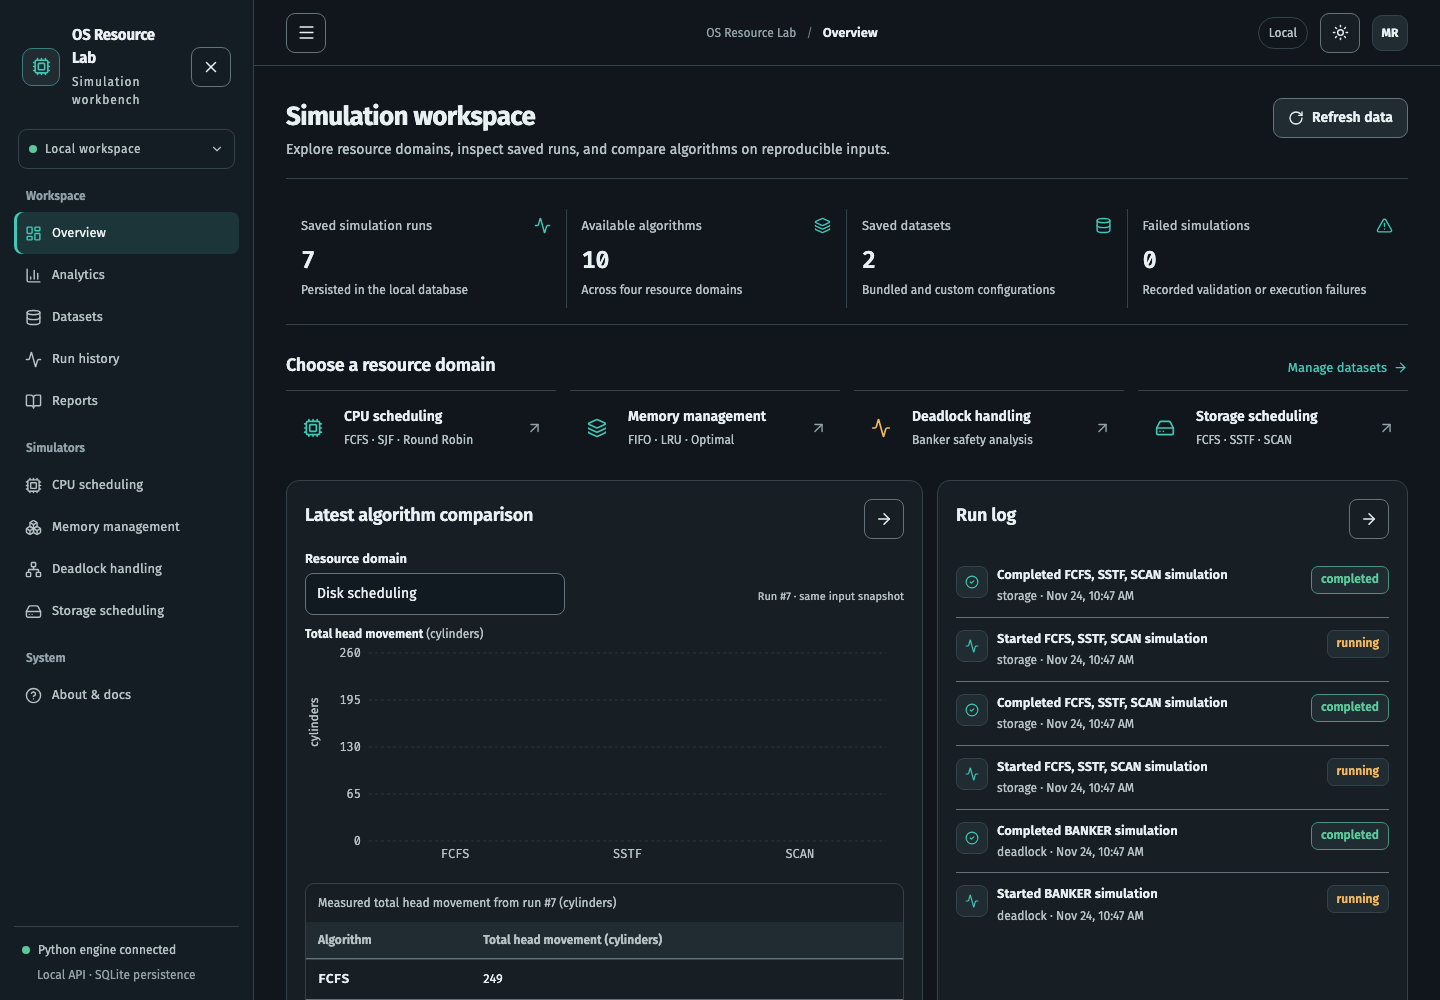 OS Resource
Lab
Simulation
workbench
Local workspace
Workspace
Overview
Analytics
Datasets
Run history
Reports
Simulators
CPU scheduling
Memory management
Deadlock handling
Storage scheduling
System
About & docs
Python engine connected
Local API · SQLite persistence
OS Resource Lab / Overview
Local
MR
Simulation workspace
Explore resource domains, inspect saved runs, and compare algorithms on reproducible inputs.
Refresh data
Saved simulation runs
7
Persisted in the local database
Available algorithms
10
Across four resource domains
Saved datasets
2
Bundled and custom configurations
Failed simulations
0
Recorded validation or execution failures
Choose a resource domain
Manage datasets
CPU scheduling
FCFS · SJF · Round Robin
Memory management
FIFO · LRU · Optimal
Deadlock handling
Banker safety analysis
Storage scheduling
FCFS · SSTF · SCAN
Latest algorithm comparison
Resource domain
Disk scheduling
Run #7 · same input snapshot
Total head movement (cylinders)
260
195
130
65
0
cylinders
FCFS
SSTF
SCAN
Measured total head movement from run #7 (cylinders)
Algorithm Total head movement (cylinders)
FCFS 249
Run log
Completed FCFS, SSTF, SCAN simulation
storage · Nov 24, 10:47 AM
completed
Started FCFS, SSTF, SCAN simulation
storage · Nov 24, 10:47 AM
running
Completed FCFS, SSTF, SCAN simulation
storage · Nov 24, 10:47 AM
completed
Started FCFS, SSTF, SCAN simulation
storage · Nov 24, 10:47 AM
running
Completed BANKER simulation
deadlock · Nov 24, 10:47 AM
completed
Started BANKER simulation
deadlock · Nov 24, 10:47 AM
running